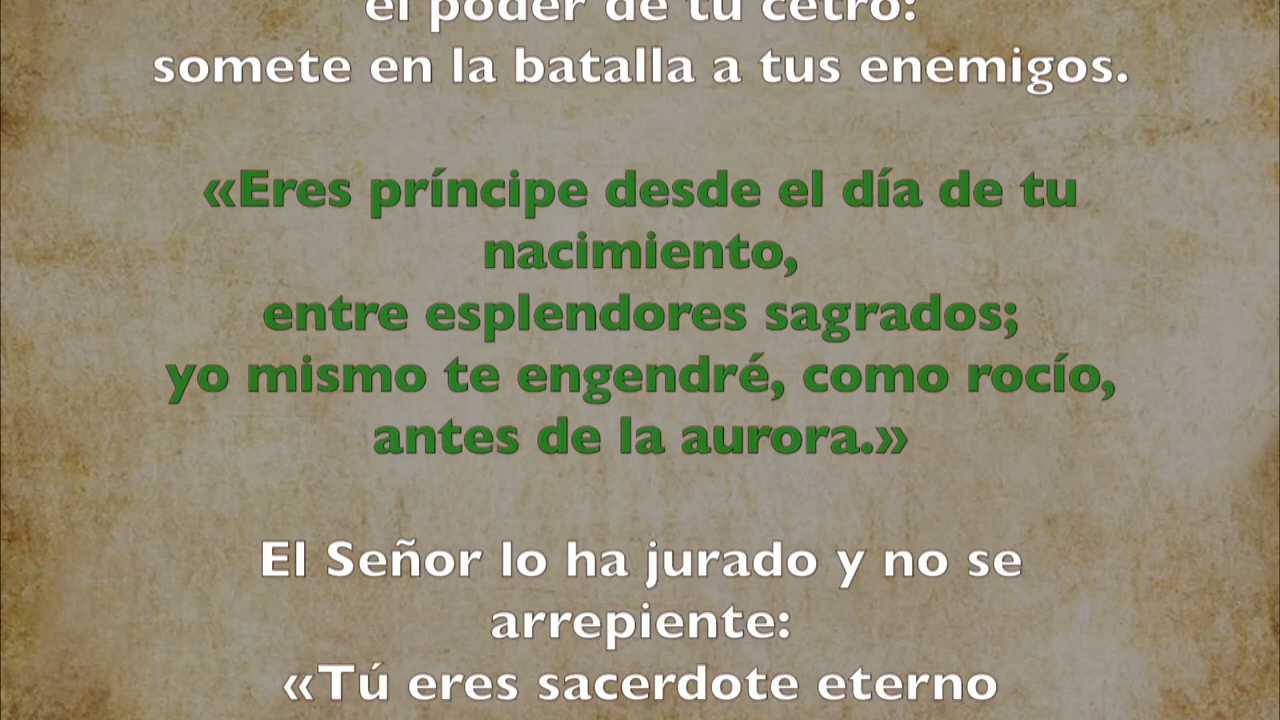 el poder de tu cetro:
somete en la batalla a tus enemigos.
«Eres príncipe desde el día de tu
nacimiento,
entre esplendores sagrados;
yo mismo te engendré, como rocío,
antes de la aurora.»
El Señor lo ha jurado y no se
arrepiente:
«Tú eres sacerdote eterno